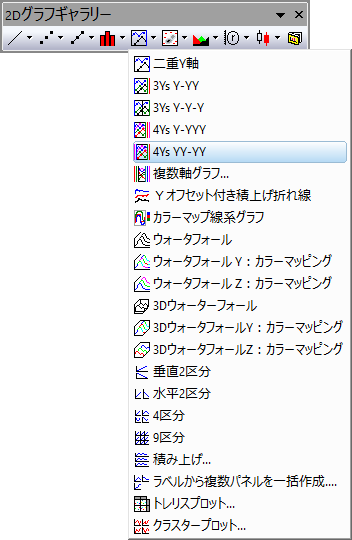 2Dグラフギャラリー
二重Y軸
3Ys Y-YY
3Ys Y-Y-Y
4Ys Y-YYY
4Ys YY-YY
複数軸グラフ...
Ｙオフセット付き積上げ折れ線
カラーマップ線系グラフ
ウォータフォール
ウォータフォールＹ：カラーマッピング
ウォータフォールＺ：カラーマッピング
3Dウォーターフォール
3DウォータフォールY：カラーマッピング
3DウォータフォールZ：カラーマッピング
垂直2区分
水平2区分
4区分
9区分
積み上げ...
ラベルから複数パネルを一括作成....
トレリスプロット...
クラスタープロット...